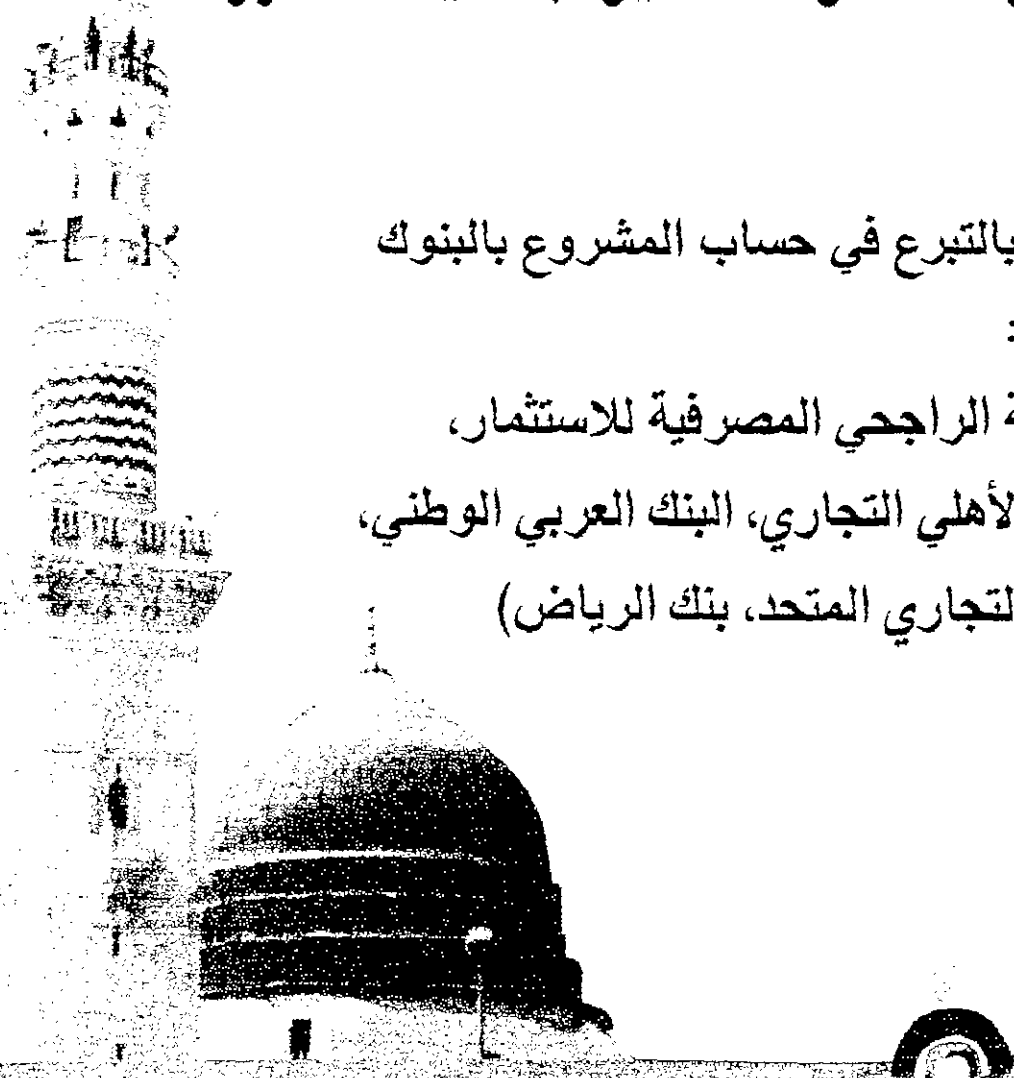 بالتبرع في حساب المشروع بالبنوك
:
الراجحي المصرفية للاستثمار،
لأهلي التجاري، البنك العربي الوطني،
لتجاري المتحد، بنك الرياض)